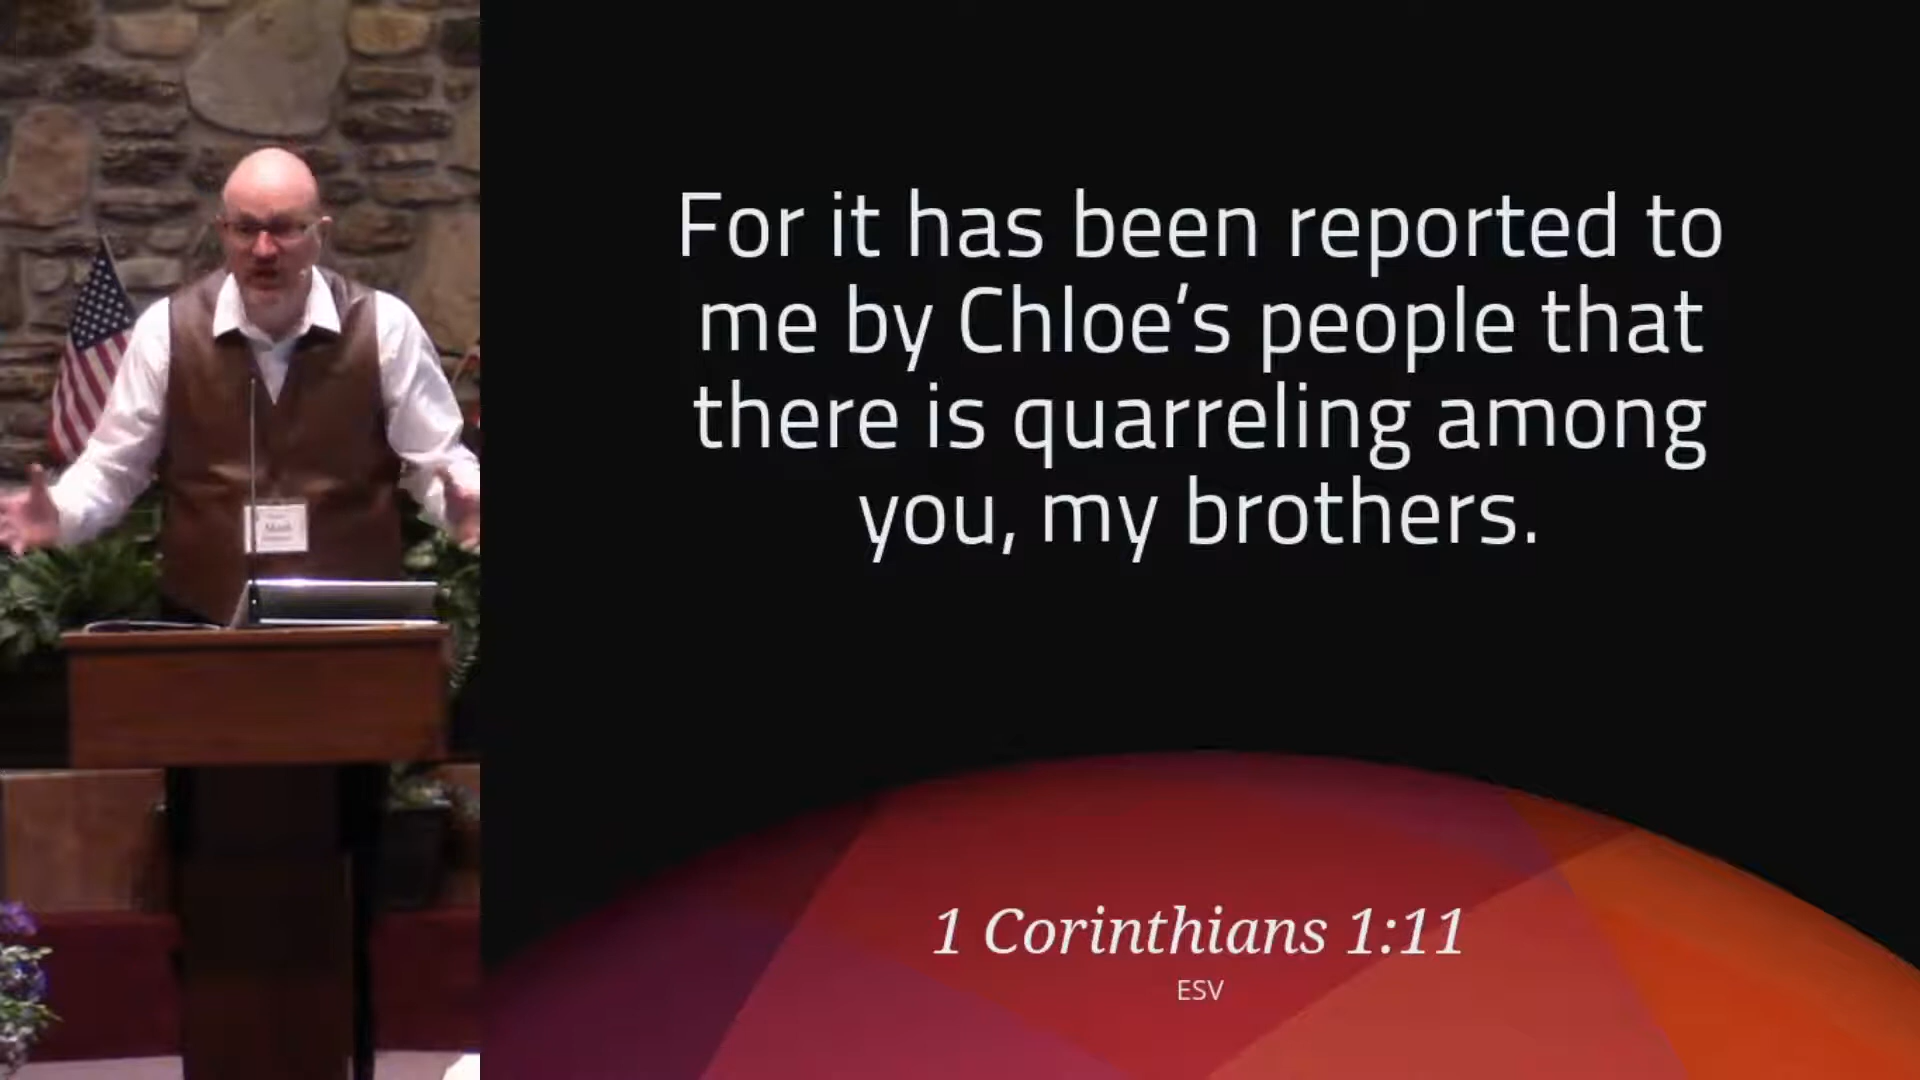 For it has been reported to
me by Chloe’s people that
there is quarreling among
you, my brothers.
1 Corinthians 1:11
ESV